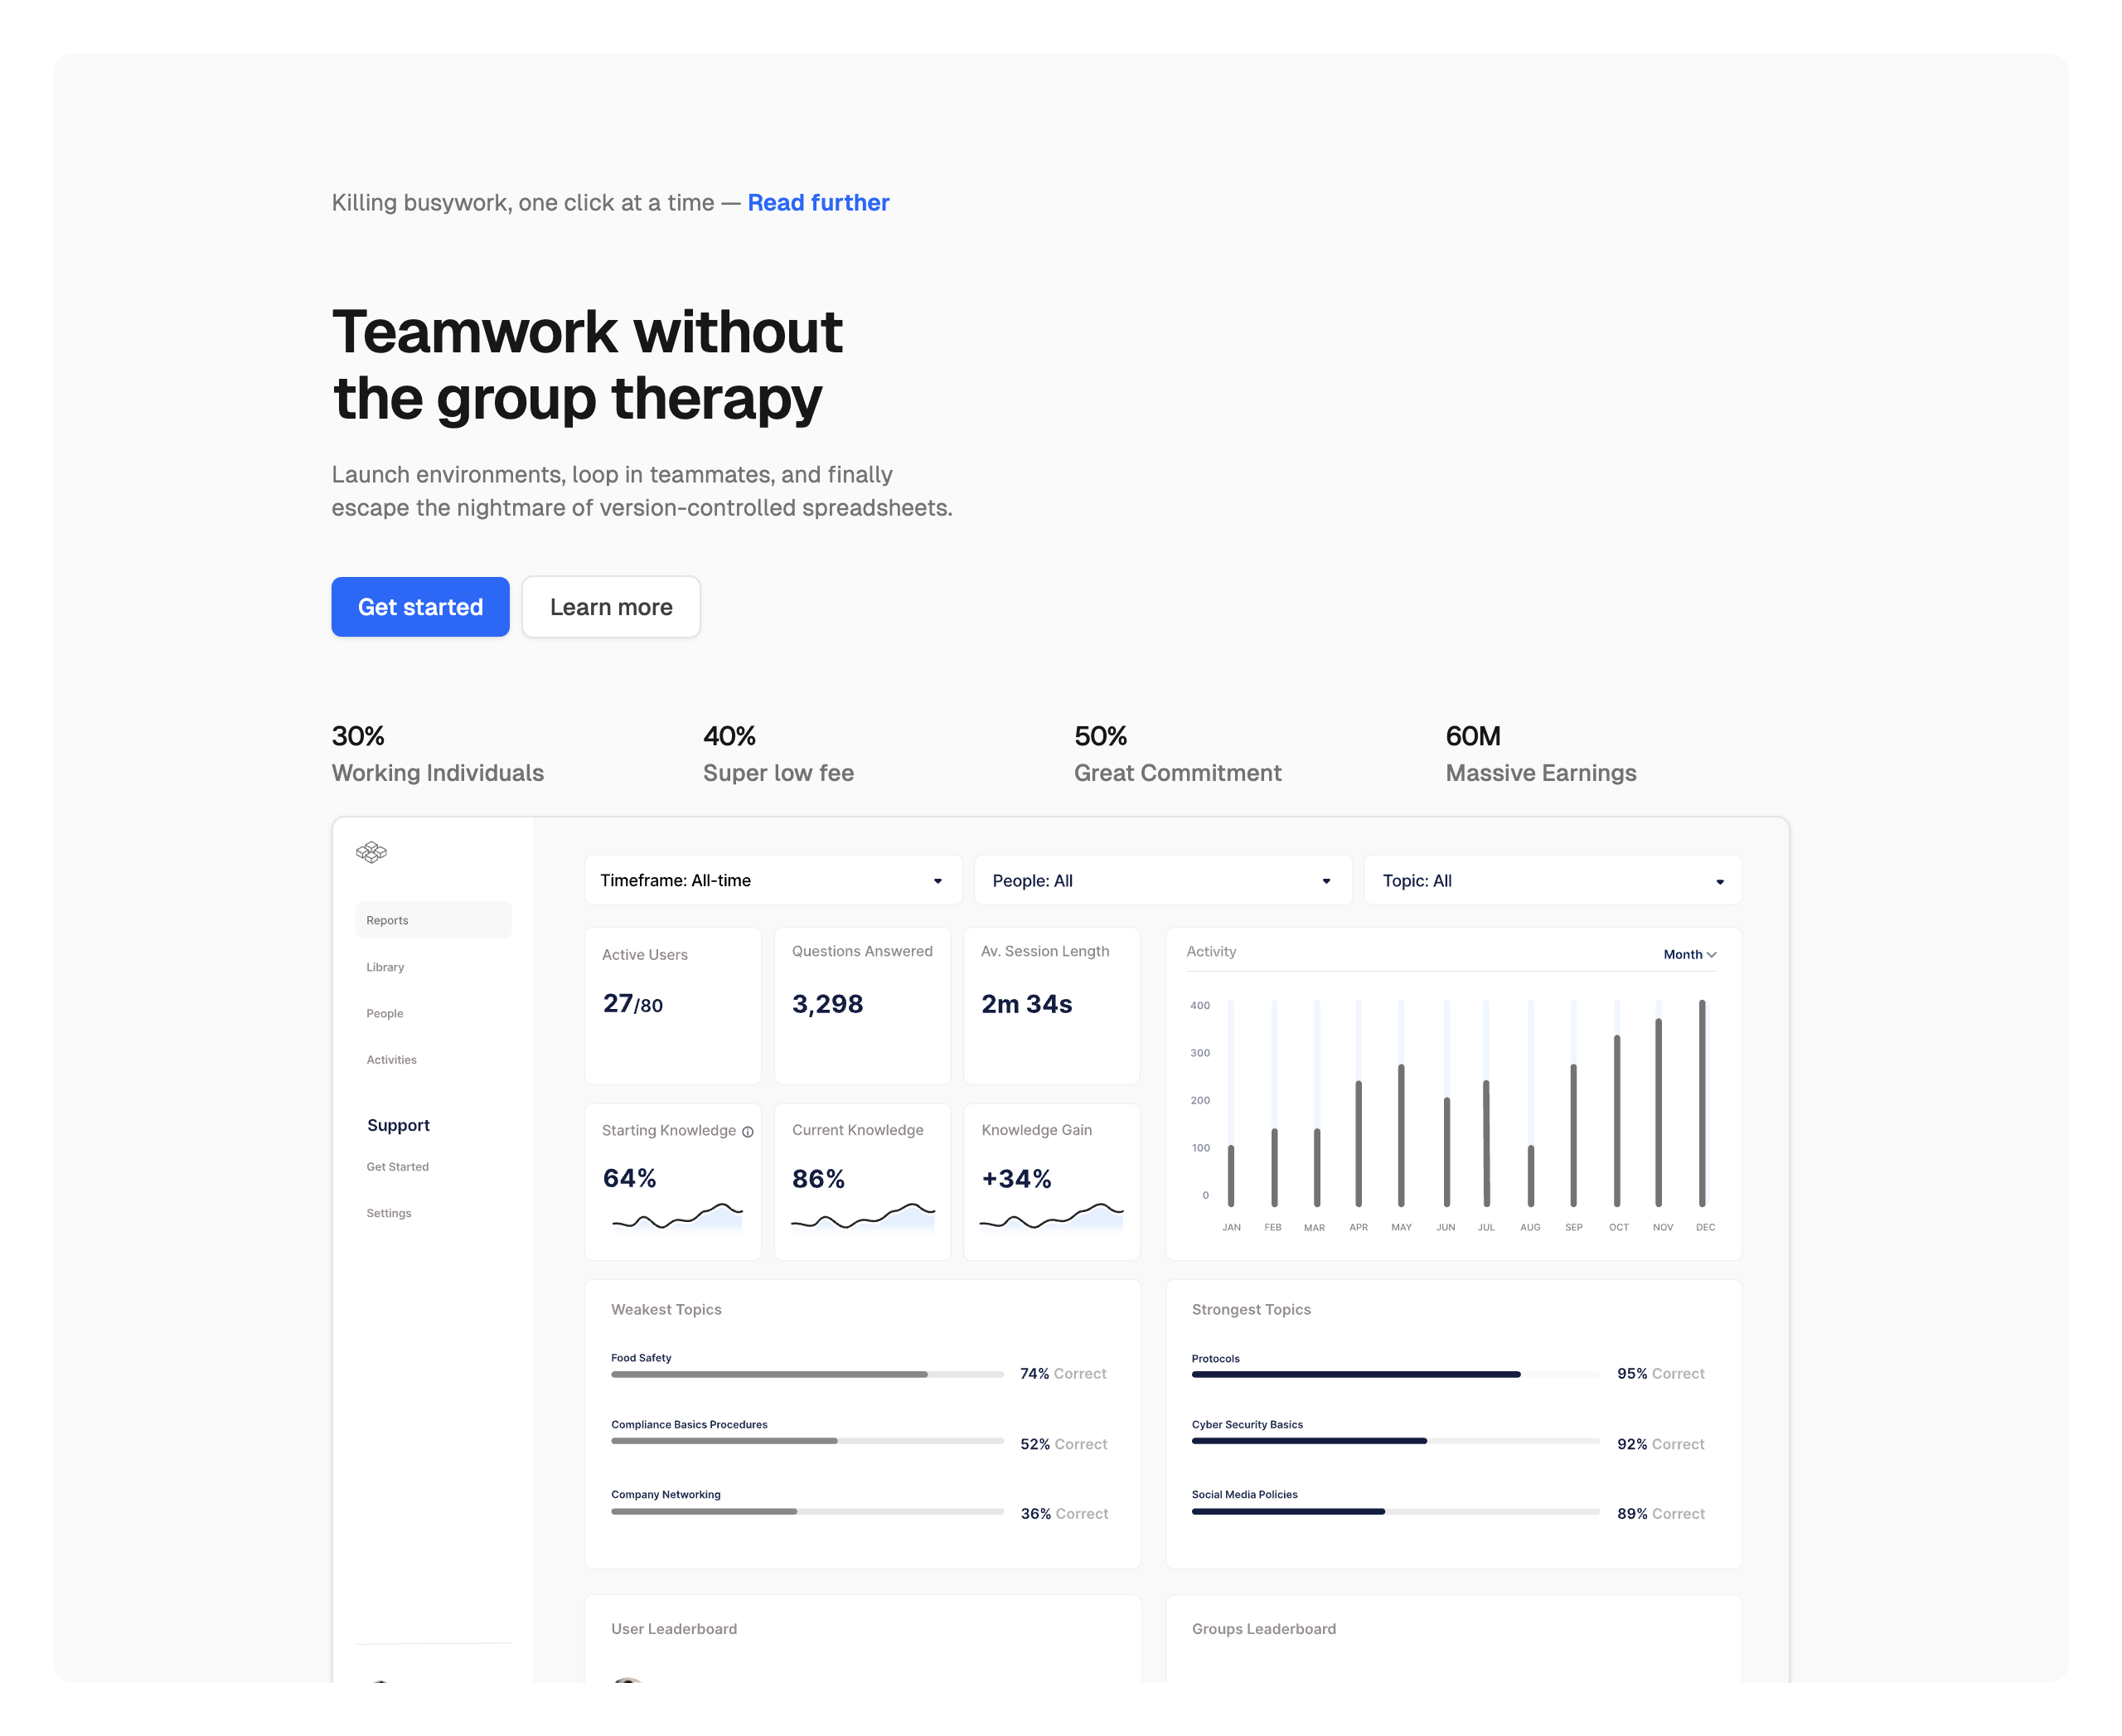 Killing busywork, one click at a time — Read further
Teamwork without
the group therapy
Launch environments, loop in teammates, and finally
escape the nightmare of version-controlled spreadsheets.
Get started
Learn more
30%
Working Individuals
40%
Super low fee
50%
Great Commitment
60M
Massive Earnings
Reports
Library
People
Activities
Support
Get Started
Settings
Timeframe: All-time
People: All
Topic: All
Active Users
27/80
Questions Answered
3,298
Av. Session Length
2m 34s
Starting Knowledge
64%
Current Knowledge
86%
Knowledge Gain
+34%
Activity
Month
400
300
200
100
0
JAN FEB MAR APR MAY JUN JUL AUG SEP OCT NOV DEC
Weakest Topics
Food Safety
74% Correct
Compliance Basics Procedures
52% Correct
Company Networking
36% Correct
Strongest Topics
Protocols
95% Correct
Cyber Security Basics
92% Correct
Social Media Policies
89% Correct
User Leaderboard
Groups Leaderboard